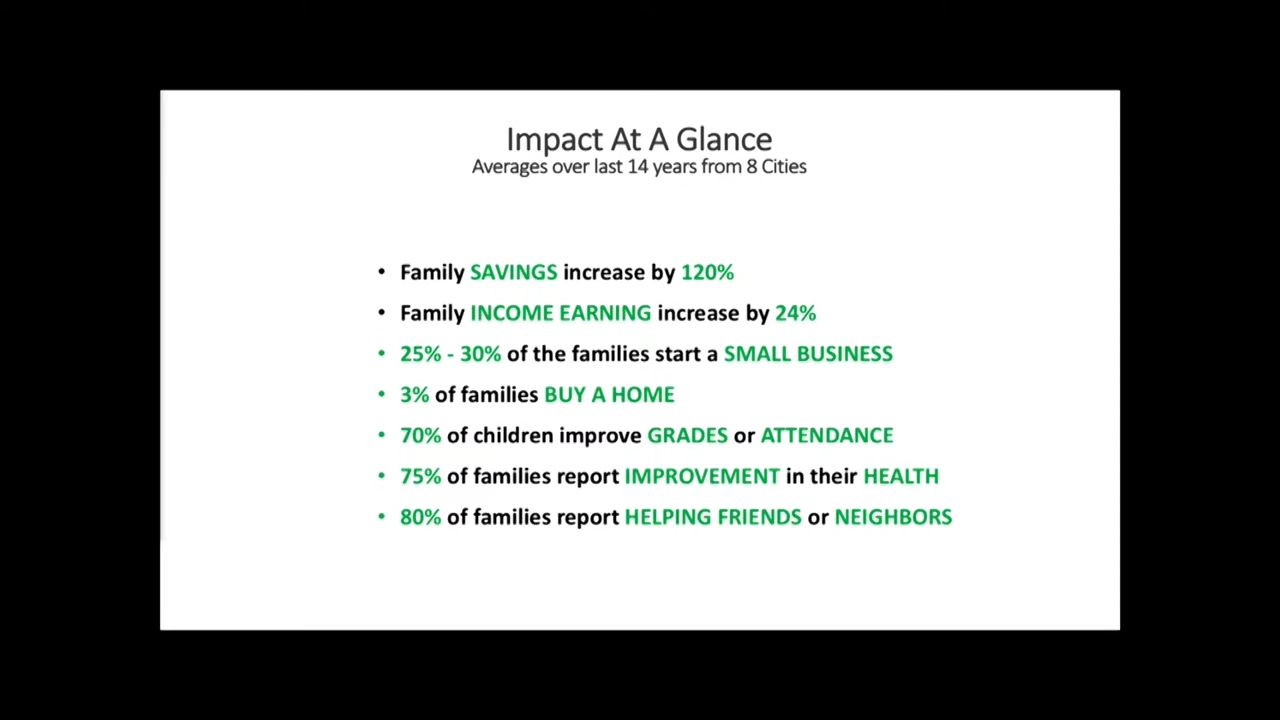 Impact At A Glance
Averages over last 14 years from 8 Cities
• Family SAVINGS increase by 120%
• Family INCOME EARNING increase by 24%
• 25% - 30% of the families start a SMALL BUSINESS
• 3% of families BUY A HOME
• 70% of children improve GRADES or ATTENDANCE
• 75% of families report IMPROVEMENT in their HEALTH
• 80% of families report HELPING FRIENDS or NEIGHBORS